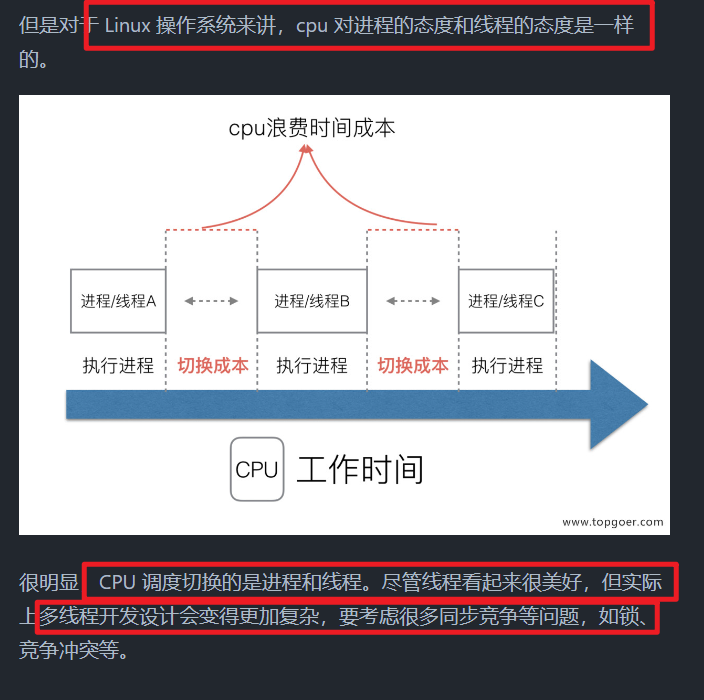 但是对于 Linux 操作系统来讲，cpu 对进程的态度和线程的态度是一样
的。
cpu浪费时间成本
进程/线程A
进程/线程B
进程/线程C
执行进程
切换成本
执行进程
切换成本
执行进程
CPU
工作时间
www.topgoer.com
很明显，CPU 调度切换的是进程和线程。尽管线程看起来很美好，但实际
上多线程开发设计会变得更加复杂，要考虑很多同步竞争等问题，如锁、
竞争冲突等。